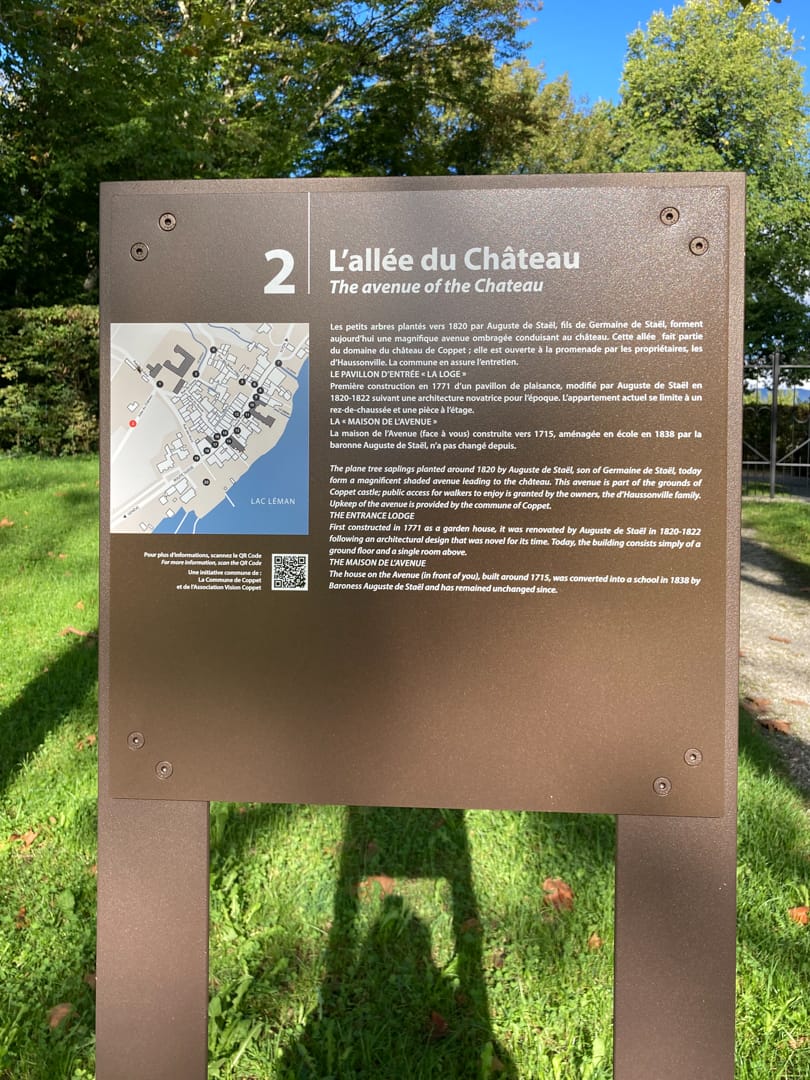 2
L'allée du Château
The avenue of the Chateau
Les petits arbres plantés vers 1820 par Auguste de Staël, fils de Germaine de Staël, forment
aujourd'hui une magnifique avenue ombragée conduisant au château. Cette allée fait partie
du domaine du château de Coppet ; elle est ouverte à la promenade par les propriétaires, les
d'Haussonville. La commune en assure l'entretien.
LE PAVILLON D'ENTRÉE « LA LOGE »
Première construction en 1771 d'un pavillon de plaisance, modifié par Auguste de Staël en
1820-1822 suivant une architecture novatrice pour l'époque. L'appartement actuel se limite à un
rez-de-chaussée et une pièce à l'étage.
LA « MAISON DE L'AVENUE »
La maison de l'Avenue (face à vous) construite vers 1715, aménagée en école en 1838 par la
baronne Auguste de Staël, n'a pas changé depuis.
The plane tree saplings planted around 1820 by Auguste de Staël, son of Germaine de Staël, today
form a magnificent shaded avenue leading to the château. This avenue is part of the grounds of
Coppet castle; public access for walkers to enjoy is granted by the owners, the d'Haussonville family.
Upkeep of the avenue is provided by the commune of Coppet.
THE ENTRANCE LODGE
First constructed in 1771 as a garden house, it was renovated by Auguste de Staël in 1820-1822
following an architectural design that was novel for its time. Today, the building consists simply of a
ground floor and a single room above.
THE MAISON DE L'AVENUE
The house on the Avenue (in front of you), built around 1715, was converted into a school in 1838 by
Baroness Auguste de Staël and has remained unchanged since.
LAC LÉMAN
Pour plus d'informations, scannez le QR Code
For more information, scan the QR Code
Une initiative commune de :
La Commune de Coppet
et de l'Association Vision Coppet